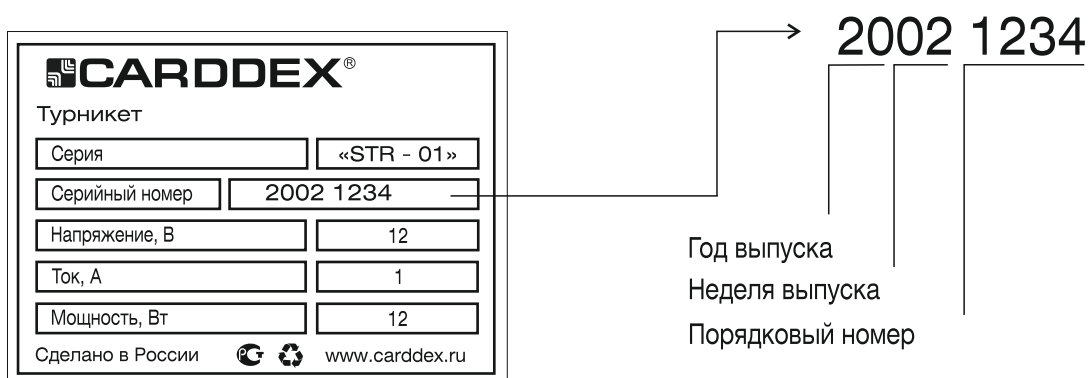 CARDDEX®
Турникет
Серия «STR - 01»
Серийный номер 2002 1234
Напряжение, В 12
Ток, А 1
Мощность, Вт 12
Сделано в России РСТ www.carddex.ru
2002 1234
Год выпуска
Неделя выпуска
Порядковый номер